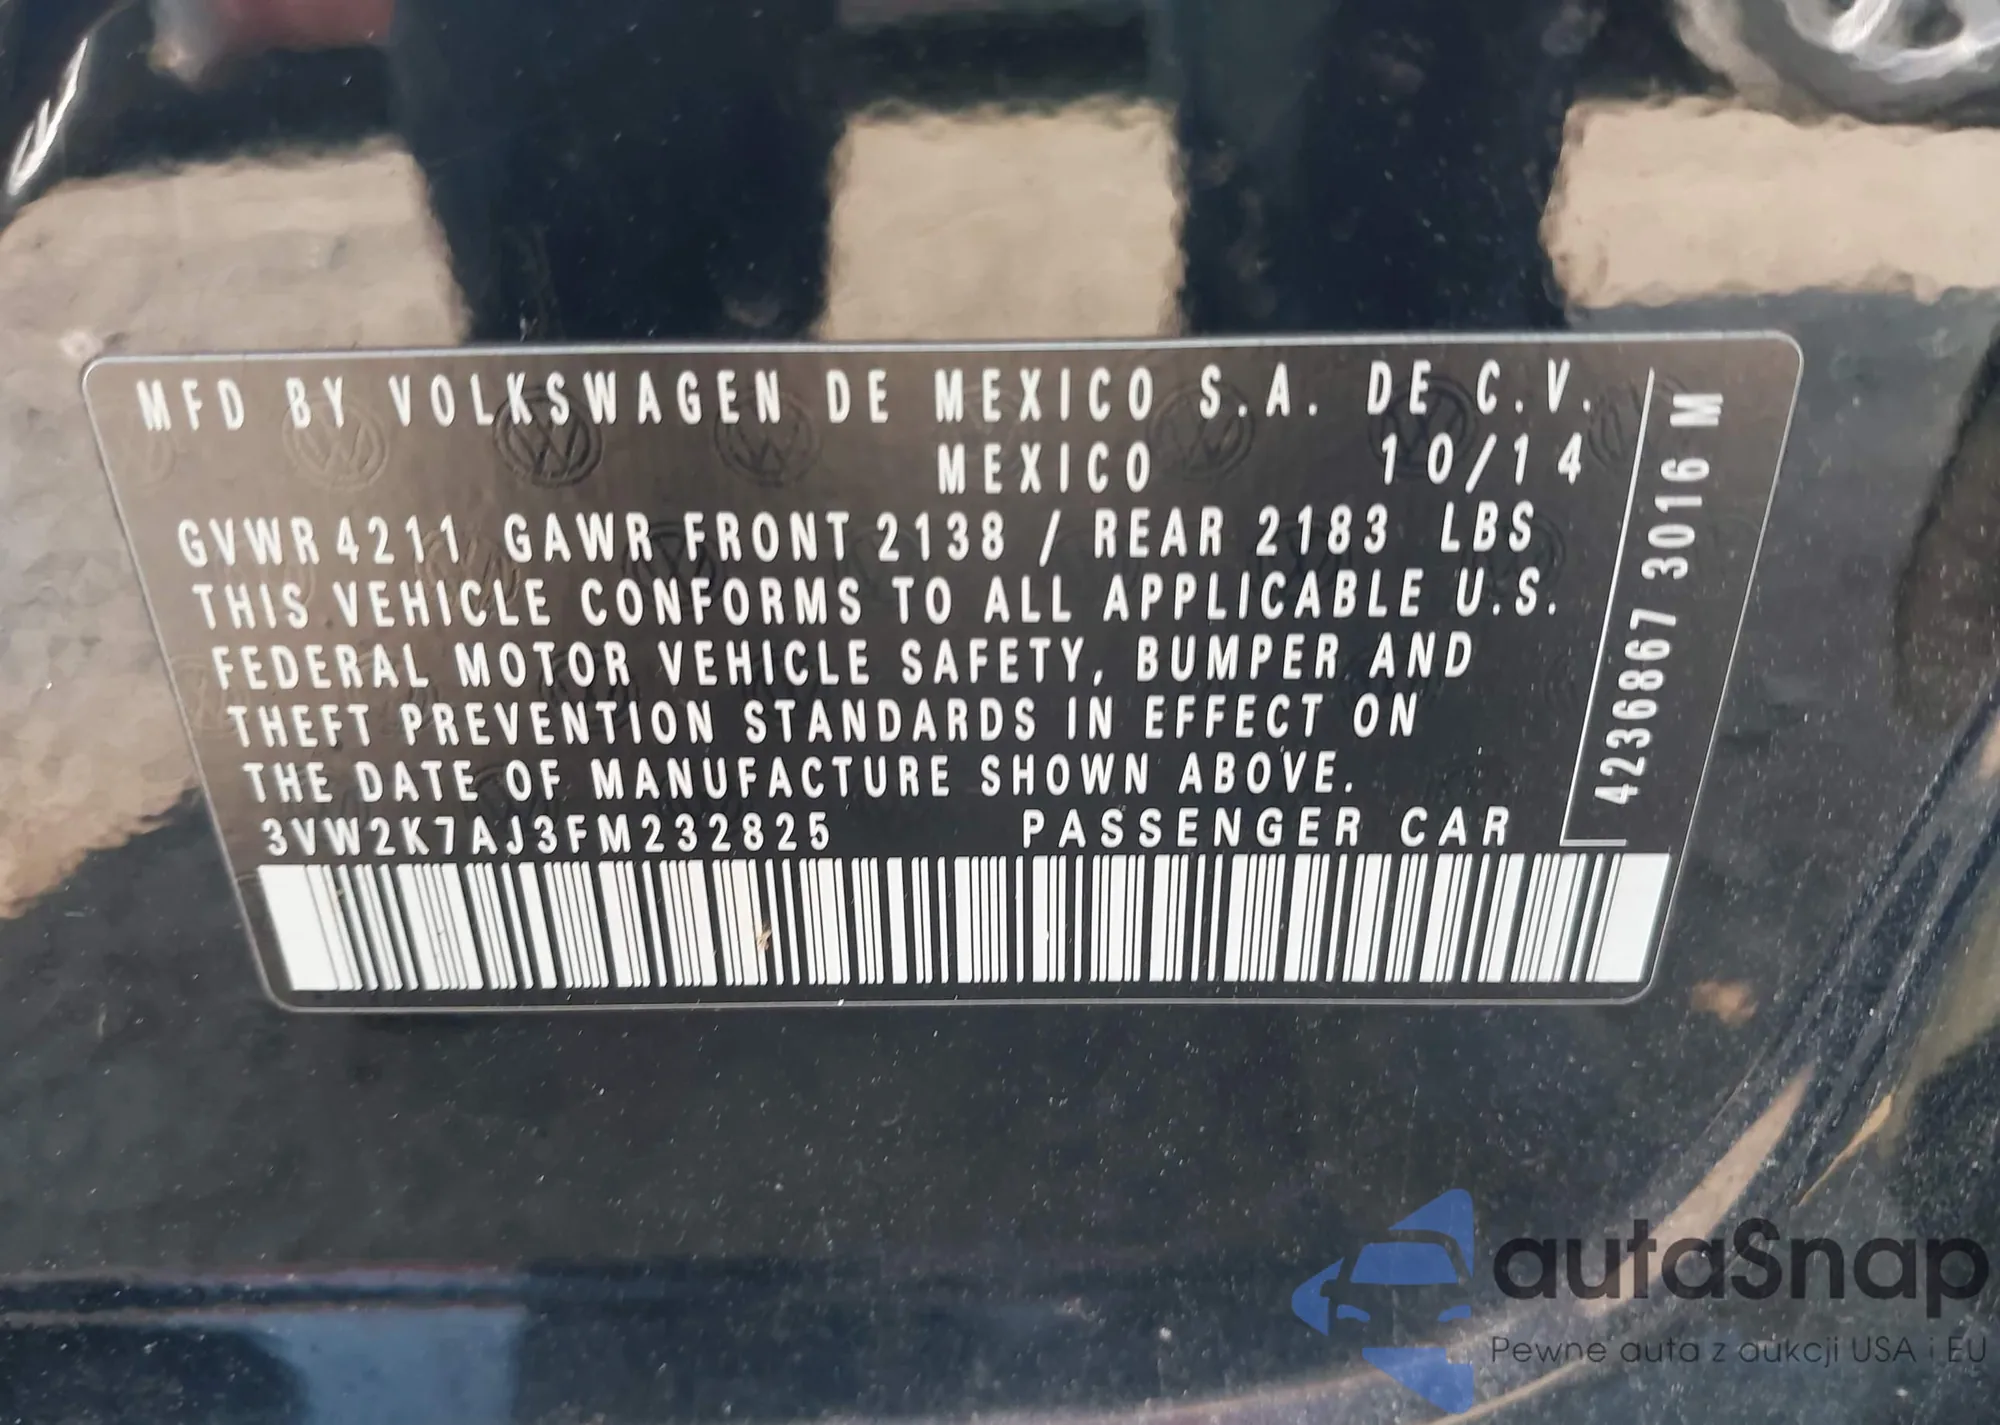 MFD BY VOLKSWAGEN DE MEXICO S.A. DE C.V.
MEXICO 10/14
GVWR 4211 GAWR FRONT 2138 / REAR 2183 LBS
THIS VEHICLE CONFORMS TO ALL APPLICABLE U.S.
FEDERAL MOTOR VEHICLE SAFETY, BUMPER AND
THEFT PREVENTION STANDARDS IN EFFECT ON
THE DATE OF MANUFACTURE SHOWN ABOVE.
3VW2K7AJ3FM232825 PASSENGER CAR
4236867 3016 M
autaSnap
Pewne auta z aukcji USA i EU